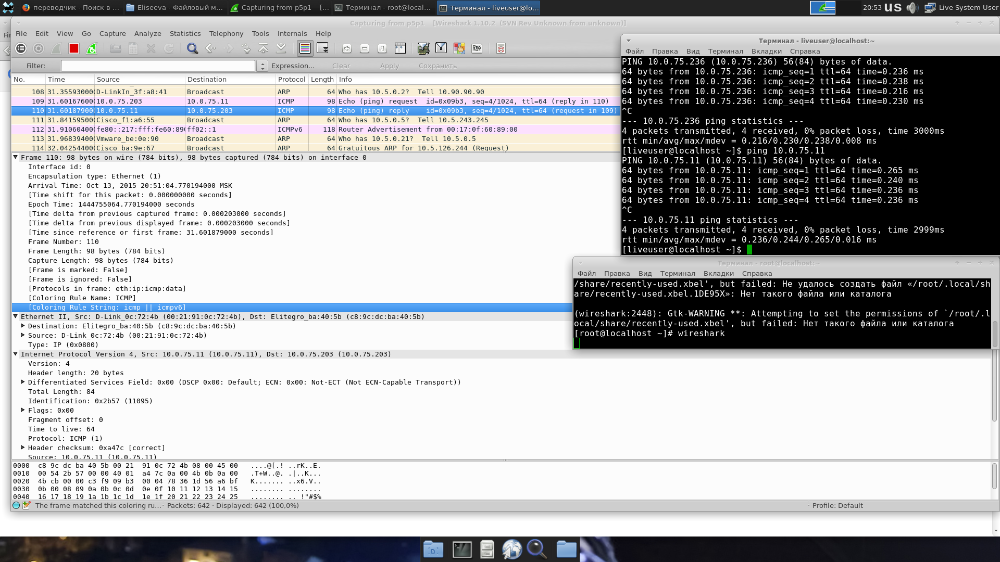 переводчик - Поиск в ...
Eliseeva - Файловый м...
Capturing from p5p1   [...
Терминал - root@local...
Терминал - liveuser@lo...
20:53
us
Live System User
Capturing from p5p1   [Wireshark 1.10.2  (SVN Rev Unknown from unknown)]
File Edit View Go Capture Analyze Statistics Telephony Tools Internals Help
Filter:
Expression...
Clear
Apply
Сохранить
No. Time Source Destination Protocol Length Info
108 31.355930000 D-LinkIn_3f:a8:41 Broadcast ARP 64 Who has 10.5.0.2?  Tell 10.90.90.90
109 31.601676000 10.0.75.203 10.0.75.11 ICMP 98 Echo (ping) request  id=0x09b3, seq=4/1024, ttl=64 (reply in 110)
110 31.601879000 10.0.75.11 10.0.75.203 ICMP 98 Echo (ping) reply    id=0x09b3, seq=4/1024, ttl=64 (request in 109)
111 31.841595000 Cisco_f1:a6:55 Broadcast ARP 64 Who has 10.5.0.5?  Tell 10.5.243.245
112 31.910604000 fe80::217:fff:fe60:890 ff02::1 ICMPv6 118 Router Advertisement from 00:17:0f:60:89:00
113 31.968394000 Vmware_be:0e:90 Broadcast ARP 64 Who has 10.5.0.21?  Tell 10.5.0.5
114 32.042544000 Cisco_ba:9e:67 Broadcast ARP 64 Gratuitous ARP for 10.5.126.244 (Request)
Frame 110: 98 bytes on wire (784 bits), 98 bytes captured (784 bits) on interface 0
Interface id: 0
Encapsulation type: Ethernet (1)
Arrival Time: Oct 13, 2015 20:51:04.770194000 MSK
[Time shift for this packet: 0.000000000 seconds]
Epoch Time: 1444755064.770194000 seconds
[Time delta from previous captured frame: 0.000203000 seconds]
[Time delta from previous displayed frame: 0.000203000 seconds]
[Time since reference or first frame: 31.601879000 seconds]
Frame Number: 110
Frame Length: 98 bytes (784 bits)
Capture Length: 98 bytes (784 bits)
[Frame is marked: False]
[Frame is ignored: False]
[Protocols in frame: eth:ip:icmp:data]
[Coloring Rule Name: ICMP]
[Coloring Rule String: icmp || icmpv6]
Ethernet II, Src: D-Link_0c:72:4b (00:21:91:0c:72:4b), Dst: Elitegro_ba:40:5b (c8:9c:dc:ba:40:5b)
Destination: Elitegro_ba:40:5b (c8:9c:dc:ba:40:5b)
Source: D-Link_0c:72:4b (00:21:91:0c:72:4b)
Type: IP (0x0800)
Internet Protocol Version 4, Src: 10.0.75.11 (10.0.75.11), Dst: 10.0.75.203 (10.0.75.203)
Version: 4
Header length: 20 bytes
Differentiated Services Field: 0x00 (DSCP 0x00: Default; ECN: 0x00: Not-ECT (Not ECN-Capable Transport))
Total Length: 84
Identification: 0x2b57 (11095)
Flags: 0x00
Fragment offset: 0
Time to live: 64
Protocol: ICMP (1)
Header checksum: 0xa47c [correct]
Source: 10.0.75.11 (10.0.75.11)
0000  c8 9c dc ba 40 5b 00 21  91 0c 72 4b 08 00 45 00   ....@[.! ..rK..E.
0010  00 54 2b 57 00 00 40 01  a4 7c 0a 00 4b 0b 0a 00   .T+W..@. .|..K...
0020  4b cb 00 00 c3 f9 09 b3  00 04 78 36 1d 56 a6 bf   K....... ..x6.V..
0030  0b 00 08 09 0a 0b 0c 0d  0e 0f 10 11 12 13 14 15   ........ ........
0040  16 17 18 19 1a 1b 1c 1d  1e 1f 20 21 22 23 24 25   ........ .. !"#$%
The frame matched this coloring ru...
Packets: 642 · Displayed: 642 (100,0%)
Profile: Default
Терминал - liveuser@localhost:~
Файл Правка Вид Терминал Вкладки Справка
PING 10.0.75.236 (10.0.75.236) 56(84) bytes of data.
64 bytes from 10.0.75.236: icmp_seq=1 ttl=64 time=0.236 ms
64 bytes from 10.0.75.236: icmp_seq=2 ttl=64 time=0.238 ms
64 bytes from 10.0.75.236: icmp_seq=3 ttl=64 time=0.216 ms
64 bytes from 10.0.75.236: icmp_seq=4 ttl=64 time=0.230 ms
^C
--- 10.0.75.236 ping statistics ---
4 packets transmitted, 4 received, 0% packet loss, time 3000ms
rtt min/avg/max/mdev = 0.216/0.230/0.238/0.008 ms
[liveuser@localhost ~]$ ping 10.0.75.11
PING 10.0.75.11 (10.0.75.11) 56(84) bytes of data.
64 bytes from 10.0.75.11: icmp_seq=1 ttl=64 time=0.265 ms
64 bytes from 10.0.75.11: icmp_seq=2 ttl=64 time=0.240 ms
64 bytes from 10.0.75.11: icmp_seq=3 ttl=64 time=0.236 ms
64 bytes from 10.0.75.11: icmp_seq=4 ttl=64 time=0.236 ms
^C
--- 10.0.75.11 ping statistics ---
4 packets transmitted, 4 received, 0% packet loss, time 2999ms
rtt min/avg/max/mdev = 0.236/0.244/0.265/0.016 ms
[liveuser@localhost ~]$
Терминал - root@localhost:~
Файл Правка Вид Терминал Вкладки Справка
/share/recently-used.xbel', but failed: Не удалось создать файл «/root/.local/sh
are/recently-used.xbel.1DE95X»: Нет такого файла или каталога
(wireshark:2448): Gtk-WARNING **: Attempting to set the permissions of `/root/.l
ocal/share/recently-used.xbel', but failed: Нет такого файла или каталога
[root@localhost ~]# wireshark